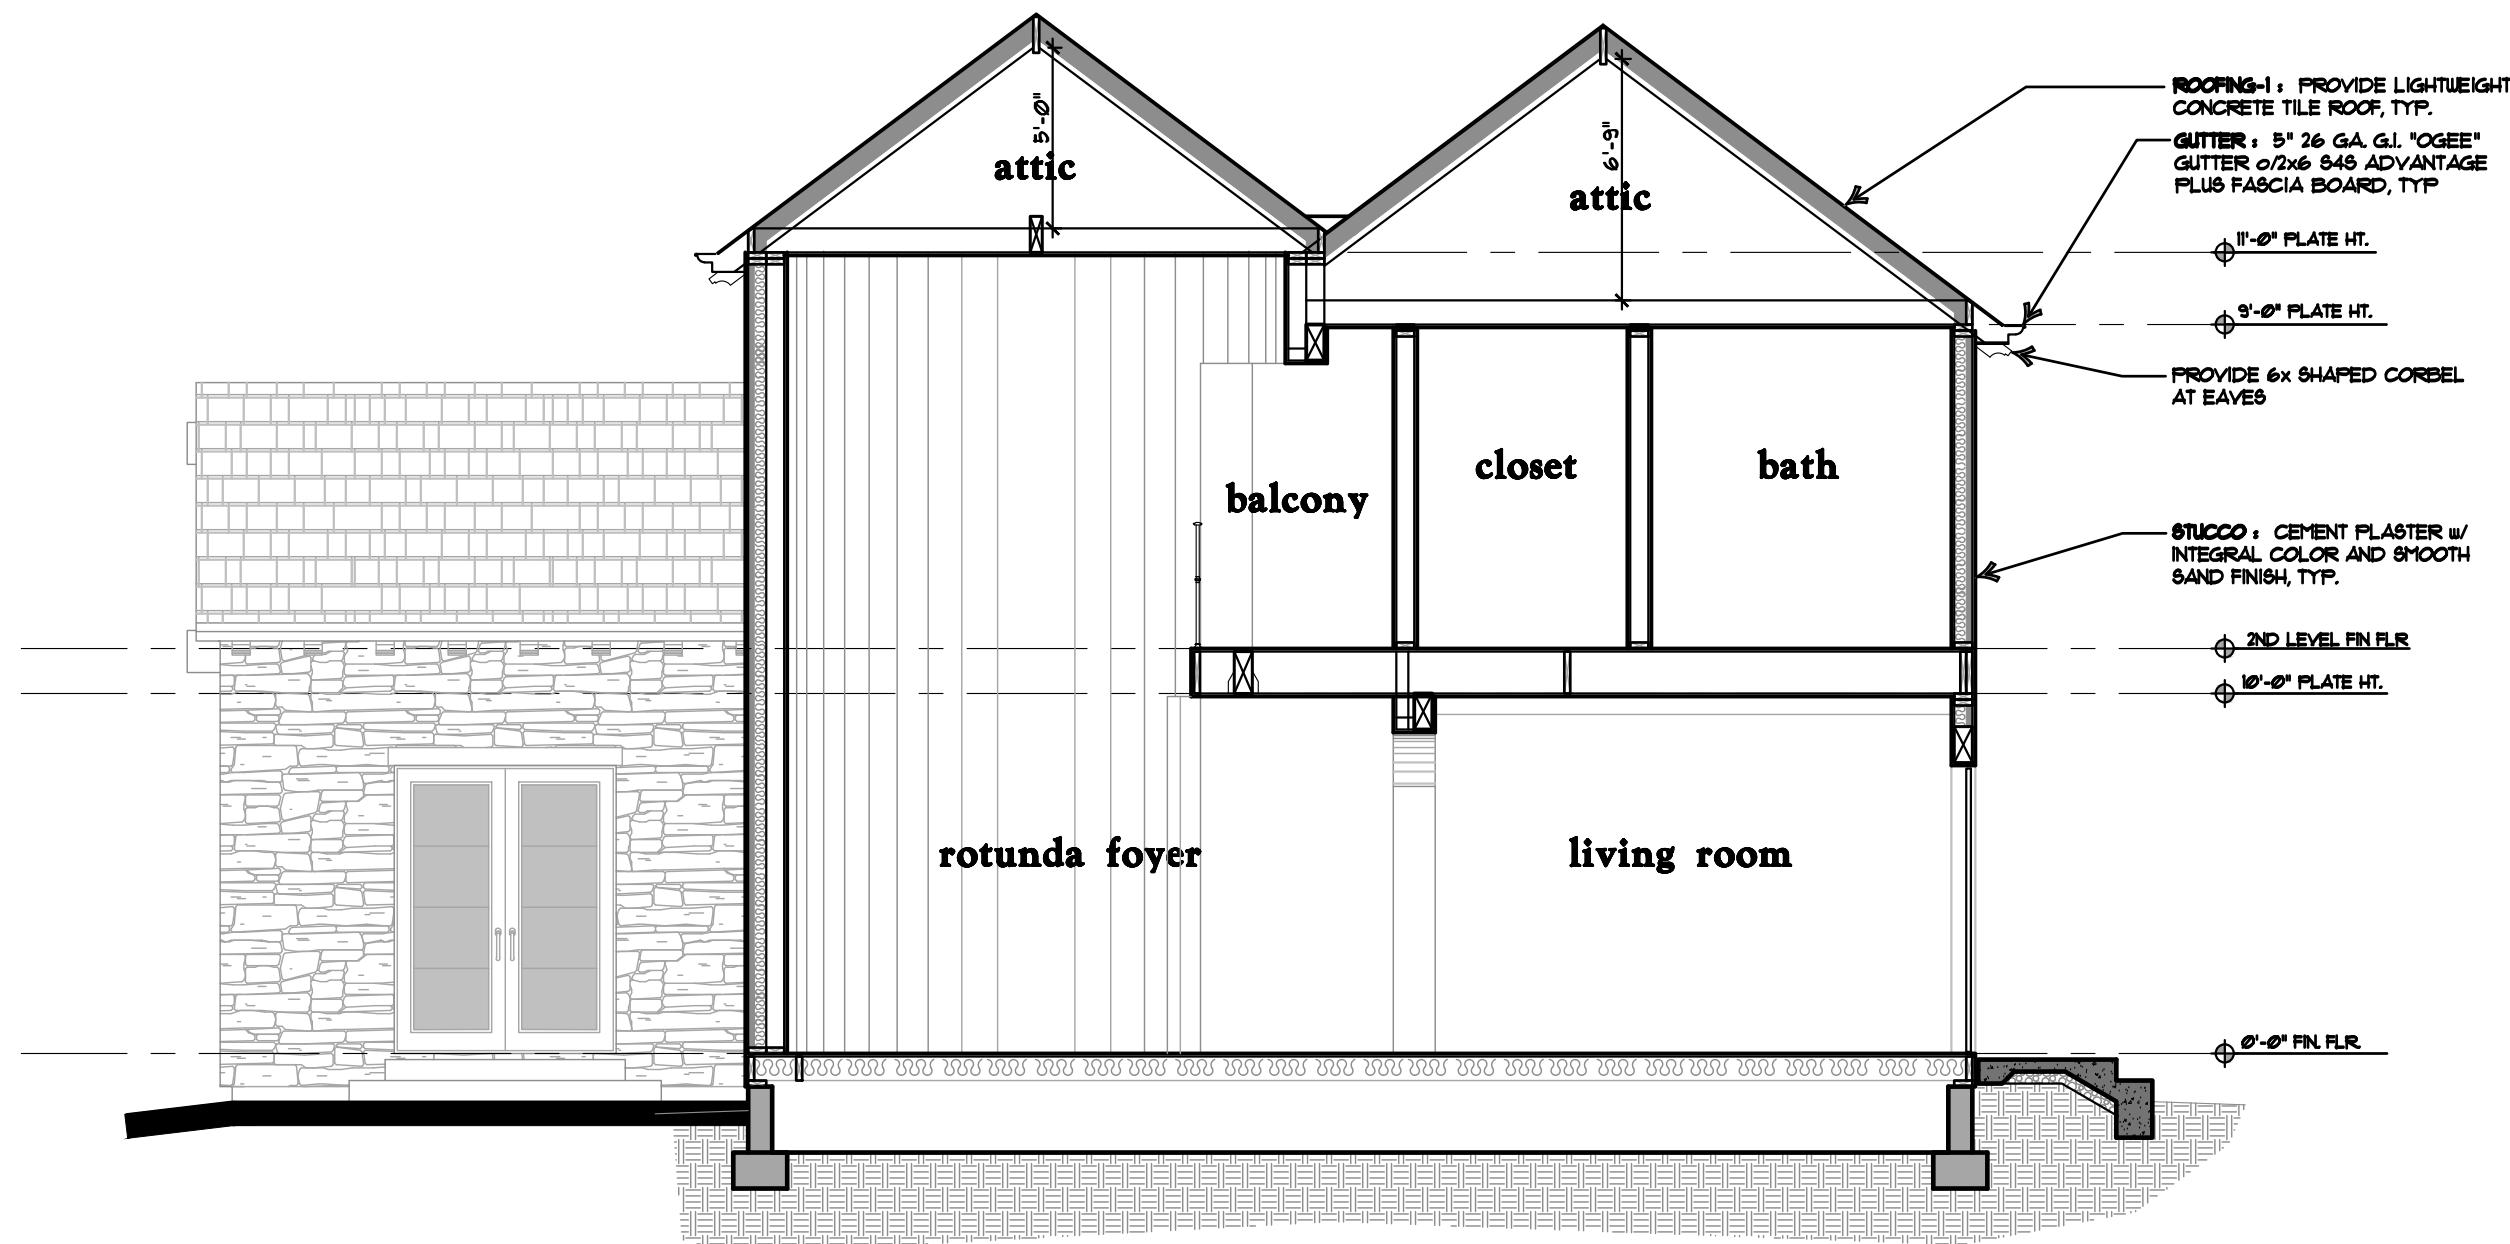 ROOFING-1 : PROVIDE LIGHTWEIGHT
CONCRETE TILE ROOF, TYP.
GUTTER : 5" 26 GA. G.I. "OGEE"
GUTTER o/2x6 S4S ADVANTAGE
PLUS FASCIA BOARD, TYP
5'-0"
6'-9"
attic
attic
11'-0" PLATE HT.
9'-0" PLATE HT.
PROVIDE 6x SHAPED CORBEL
AT EAVES
closet
bath
balcony
STUCCO : CEMENT PLASTER w/
INTEGRAL COLOR AND SMOOTH
SAND FINISH, TYP.
2ND LEVEL FIN FLR
10'-0" PLATE HT.
rotunda foyer
living room
0'-0" FIN. FLR